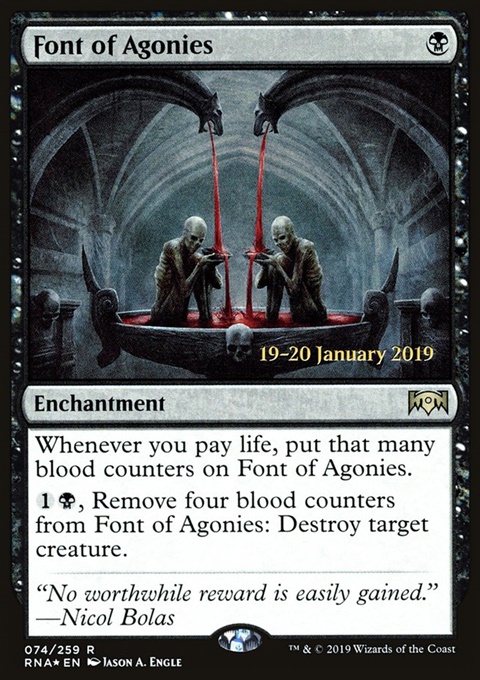 Font of Agonies
19–20 January 2019
Enchantment
Whenever you pay life, put that many
blood counters on Font of Agonies.
1, Remove four blood counters
from Font of Agonies: Destroy target
creature.
“No worthwhile reward is easily gained.”
—Nicol Bolas
074/259 R
RNA★EN Jason A. Engle
™ & © 2019 Wizards of the Coast